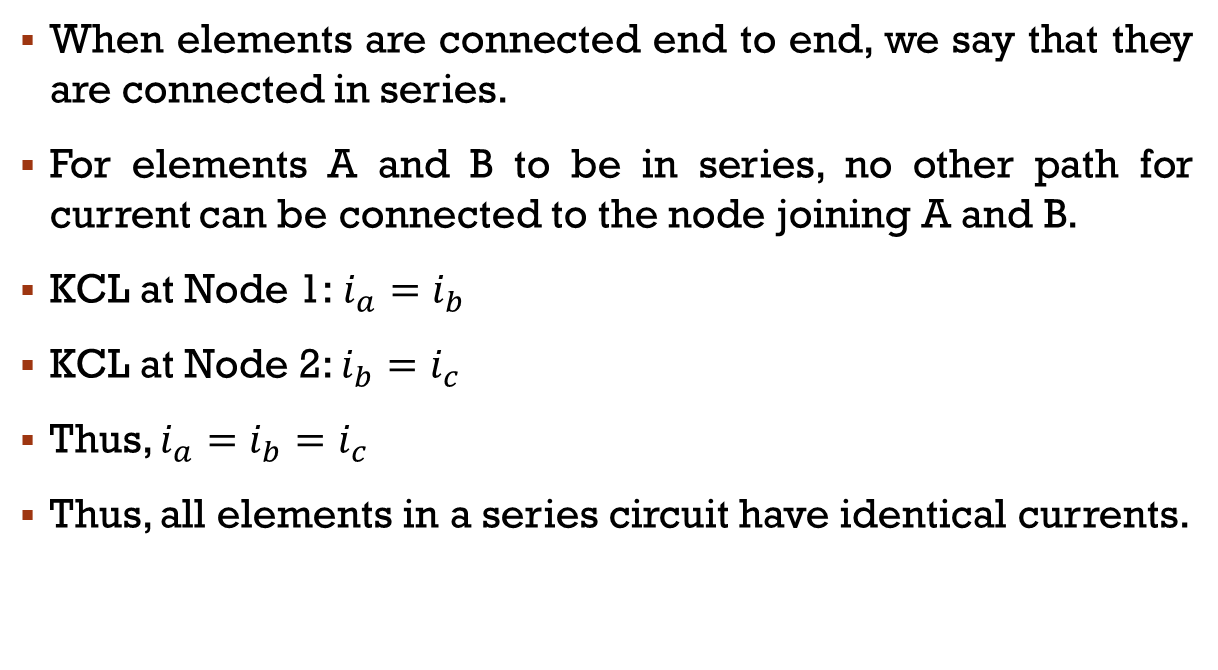 ▪ When elements are connected end to end, we say that they
are connected in series.
▪ For elements A and B to be in series, no other path for
current can be connected to the node joining A and B.
▪ KCL at Node 1: iₐ = i_b
▪ KCL at Node 2: i_b = i_c
▪ Thus, iₐ = i_b = i_c
▪ Thus, all elements in a series circuit have identical currents.